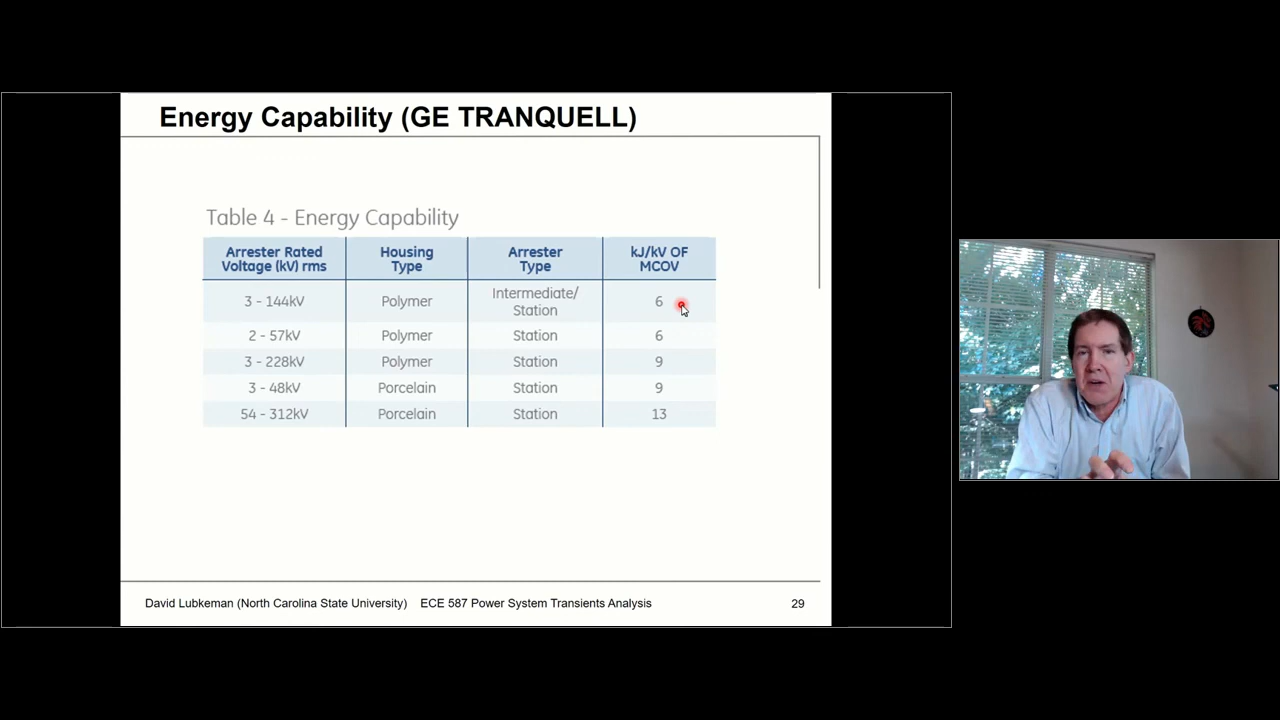 Energy Capability (GE TRANQUELL)
Table 4 - Energy Capability
Arrester Rated Voltage (kV) rms Housing Type Arrester Type kJ/kV OF MCOV
3 - 144kV Polymer Intermediate/ Station 6
2 - 57kV Polymer Station 6
3 - 228kV Polymer Station 9
3 - 48kV Porcelain Station 9
54 - 312kV Porcelain Station 13
David Lubkeman (North Carolina State University) ECE 587 Power System Transients Analysis 29